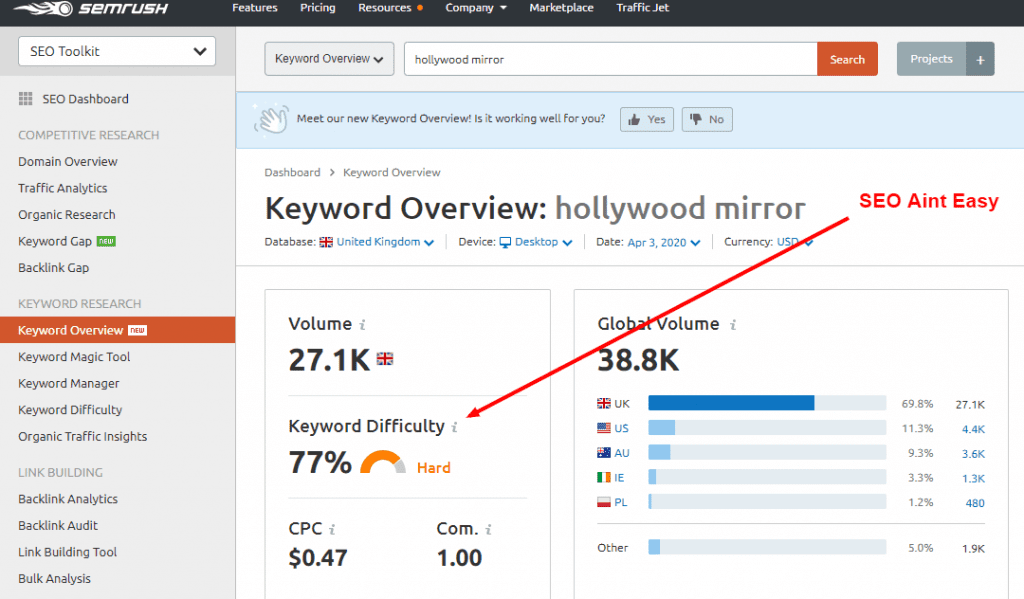 semrush
Features Pricing Resources Company Marketplace Traffic Jet
SEO Toolkit
Keyword Overview
hollywood mirror
Search
Projects +
SEO Dashboard
Meet our new Keyword Overview! Is it working well for you? Yes No
COMPETITIVE RESEARCH
Domain Overview
Traffic Analytics
Organic Research
Keyword Gap new
Backlink Gap
KEYWORD RESEARCH
Keyword Overview new
Keyword Magic Tool
Keyword Manager
Keyword Difficulty
Organic Traffic Insights
LINK BUILDING
Backlink Analytics
Backlink Audit
Link Building Tool
Bulk Analysis
Dashboard > Keyword Overview
Keyword Overview: hollywood mirror
SEO Aint Easy
Database: United Kingdom Device: Desktop Date: Apr 3, 2020 Currency: USD
Volume i
27.1K
Keyword Difficulty i
77% Hard
CPC i Com. i
$0.47 1.00
Global Volume i
38.8K
UK 69.8% 27.1K
US 11.3% 4.4K
AU 9.3% 3.6K
IE 3.3% 1.3K
PL 1.2% 480
Other 5.0% 1.9K